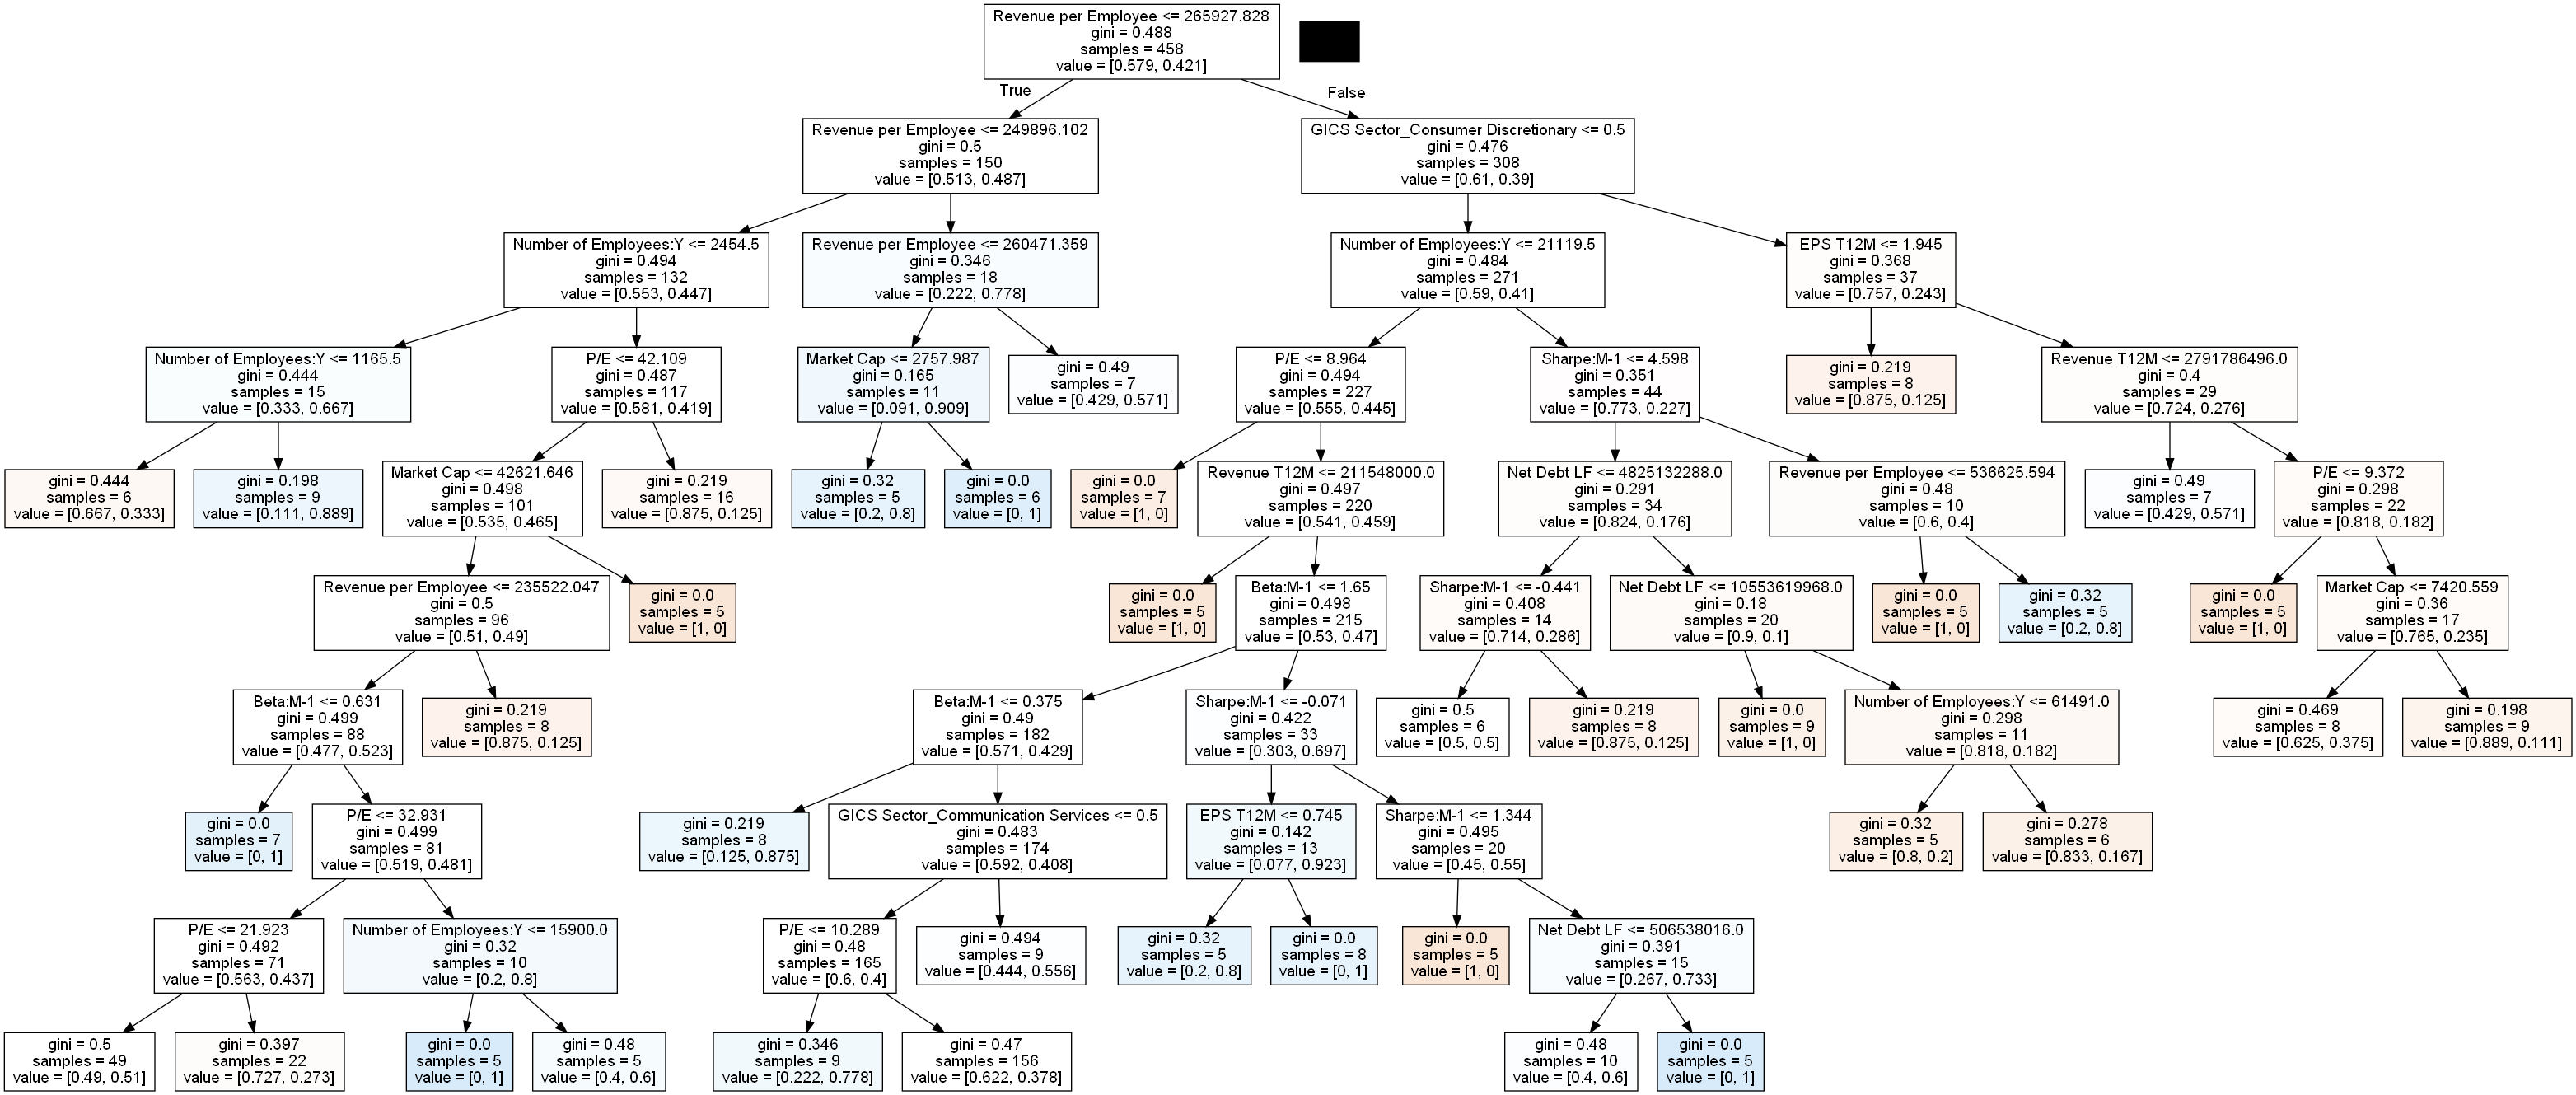 Revenue per Employee <= 265927.828
gini = 0.488
samples = 458
value = [0.579, 0.421]
True
False
Revenue per Employee <= 249896.102
gini = 0.5
samples = 150
value = [0.513, 0.487]
GICS Sector_Consumer Discretionary <= 0.5
gini = 0.476
samples = 308
value = [0.61, 0.39]
Number of Employees:Y <= 2454.5
gini = 0.494
samples = 132
value = [0.553, 0.447]
Revenue per Employee <= 260471.359
gini = 0.346
samples = 18
value = [0.222, 0.778]
Number of Employees:Y <= 21119.5
gini = 0.484
samples = 271
value = [0.59, 0.41]
EPS T12M <= 1.945
gini = 0.368
samples = 37
value = [0.757, 0.243]
Number of Employees:Y <= 1165.5
gini = 0.444
samples = 15
value = [0.333, 0.667]
P/E <= 42.109
gini = 0.487
samples = 117
value = [0.581, 0.419]
Market Cap <= 2757.987
gini = 0.165
samples = 11
value = [0.091, 0.909]
gini = 0.49
samples = 7
value = [0.429, 0.571]
P/E <= 8.964
gini = 0.494
samples = 227
value = [0.555, 0.445]
Sharpe:M-1 <= 4.598
gini = 0.351
samples = 44
value = [0.773, 0.227]
gini = 0.219
samples = 8
value = [0.875, 0.125]
Revenue T12M <= 2791786496.0
gini = 0.4
samples = 29
value = [0.724, 0.276]
gini = 0.444
samples = 6
value = [0.667, 0.333]
gini = 0.198
samples = 9
value = [0.111, 0.889]
Market Cap <= 42621.646
gini = 0.498
samples = 101
value = [0.535, 0.465]
gini = 0.219
samples = 16
value = [0.875, 0.125]
gini = 0.32
samples = 5
value = [0.2, 0.8]
gini = 0.0
samples = 6
value = [0, 1]
gini = 0.0
samples = 7
value = [1, 0]
Revenue T12M <= 211548000.0
gini = 0.497
samples = 220
value = [0.541, 0.459]
Net Debt LF <= 4825132288.0
gini = 0.291
samples = 34
value = [0.824, 0.176]
Revenue per Employee <= 536625.594
gini = 0.48
samples = 10
value = [0.6, 0.4]
gini = 0.49
samples = 7
value = [0.429, 0.571]
P/E <= 9.372
gini = 0.298
samples = 22
value = [0.818, 0.182]
Revenue per Employee <= 235522.047
gini = 0.5
samples = 96
value = [0.51, 0.49]
gini = 0.0
samples = 5
value = [1, 0]
gini = 0.0
samples = 5
value = [1, 0]
Beta:M-1 <= 1.65
gini = 0.498
samples = 215
value = [0.53, 0.47]
Sharpe:M-1 <= -0.441
gini = 0.408
samples = 14
value = [0.714, 0.286]
Net Debt LF <= 10553619968.0
gini = 0.18
samples = 20
value = [0.9, 0.1]
gini = 0.0
samples = 5
value = [1, 0]
gini = 0.32
samples = 5
value = [0.2, 0.8]
gini = 0.0
samples = 5
value = [1, 0]
Market Cap <= 7420.559
gini = 0.36
samples = 17
value = [0.765, 0.235]
Beta:M-1 <= 0.631
gini = 0.499
samples = 88
value = [0.477, 0.523]
gini = 0.219
samples = 8
value = [0.875, 0.125]
Beta:M-1 <= 0.375
gini = 0.49
samples = 182
value = [0.571, 0.429]
Sharpe:M-1 <= -0.071
gini = 0.422
samples = 33
value = [0.303, 0.697]
gini = 0.5
samples = 6
value = [0.5, 0.5]
gini = 0.219
samples = 8
value = [0.875, 0.125]
gini = 0.0
samples = 9
value = [1, 0]
Number of Employees:Y <= 61491.0
gini = 0.298
samples = 11
value = [0.818, 0.182]
gini = 0.469
samples = 8
value = [0.625, 0.375]
gini = 0.198
samples = 9
value = [0.889, 0.111]
gini = 0.0
samples = 7
value = [0, 1]
P/E <= 32.931
gini = 0.499
samples = 81
value = [0.519, 0.481]
gini = 0.219
samples = 8
value = [0.125, 0.875]
GICS Sector_Communication Services <= 0.5
gini = 0.483
samples = 174
value = [0.592, 0.408]
EPS T12M <= 0.745
gini = 0.142
samples = 13
value = [0.077, 0.923]
Sharpe:M-1 <= 1.344
gini = 0.495
samples = 20
value = [0.45, 0.55]
gini = 0.32
samples = 5
value = [0.8, 0.2]
gini = 0.278
samples = 6
value = [0.833, 0.167]
P/E <= 21.923
gini = 0.492
samples = 71
value = [0.563, 0.437]
Number of Employees:Y <= 15900.0
gini = 0.32
samples = 10
value = [0.2, 0.8]
P/E <= 10.289
gini = 0.48
samples = 165
value = [0.6, 0.4]
gini = 0.494
samples = 9
value = [0.444, 0.556]
gini = 0.32
samples = 5
value = [0.2, 0.8]
gini = 0.0
samples = 8
value = [0, 1]
gini = 0.0
samples = 5
value = [1, 0]
Net Debt LF <= 506538016.0
gini = 0.391
samples = 15
value = [0.267, 0.733]
gini = 0.5
samples = 49
value = [0.49, 0.51]
gini = 0.397
samples = 22
value = [0.727, 0.273]
gini = 0.0
samples = 5
value = [0, 1]
gini = 0.48
samples = 5
value = [0.4, 0.6]
gini = 0.346
samples = 9
value = [0.222, 0.778]
gini = 0.47
samples = 156
value = [0.622, 0.378]
gini = 0.48
samples = 10
value = [0.4, 0.6]
gini = 0.0
samples = 5
value = [0, 1]